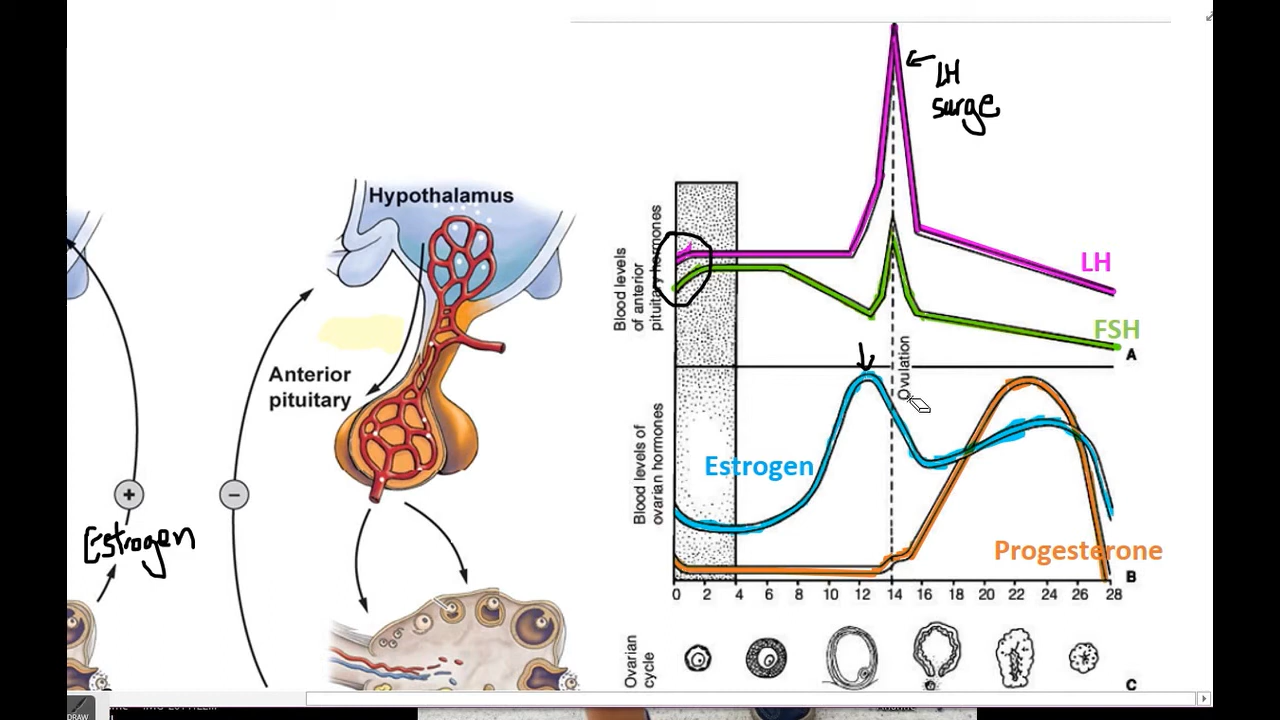 LH
surge
Hypothalamus
Anterior
pituitary
+
−
Estrogen
Blood levels
of anterior
pituitary hormones
LH
FSH
A
Ovulation
Blood levels of
ovarian hormones
Estrogen
Progesterone
B
0 2 4 6 8 10 12 14 16 18 20 22 24 26 28
Ovarian
cycle
C
DRAW